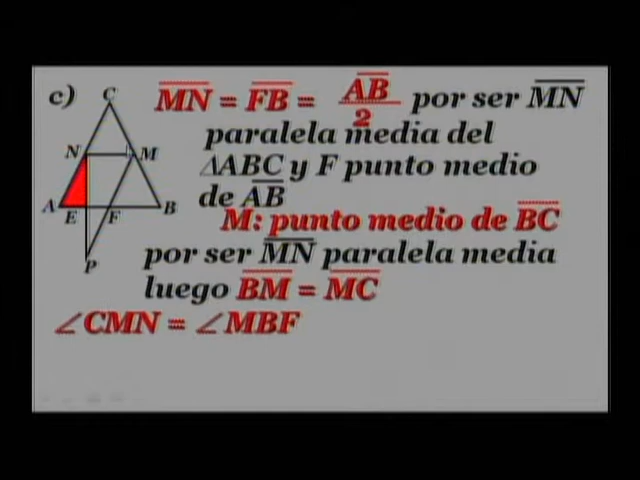 c) MN = FB = AB/2 por ser MN
paralela media del
△ABC y F punto medio
de AB
M: punto medio de BC
por ser MN paralela media
luego BM = MC
∠CMN = ∠MBF
C
N M
A E F B
P